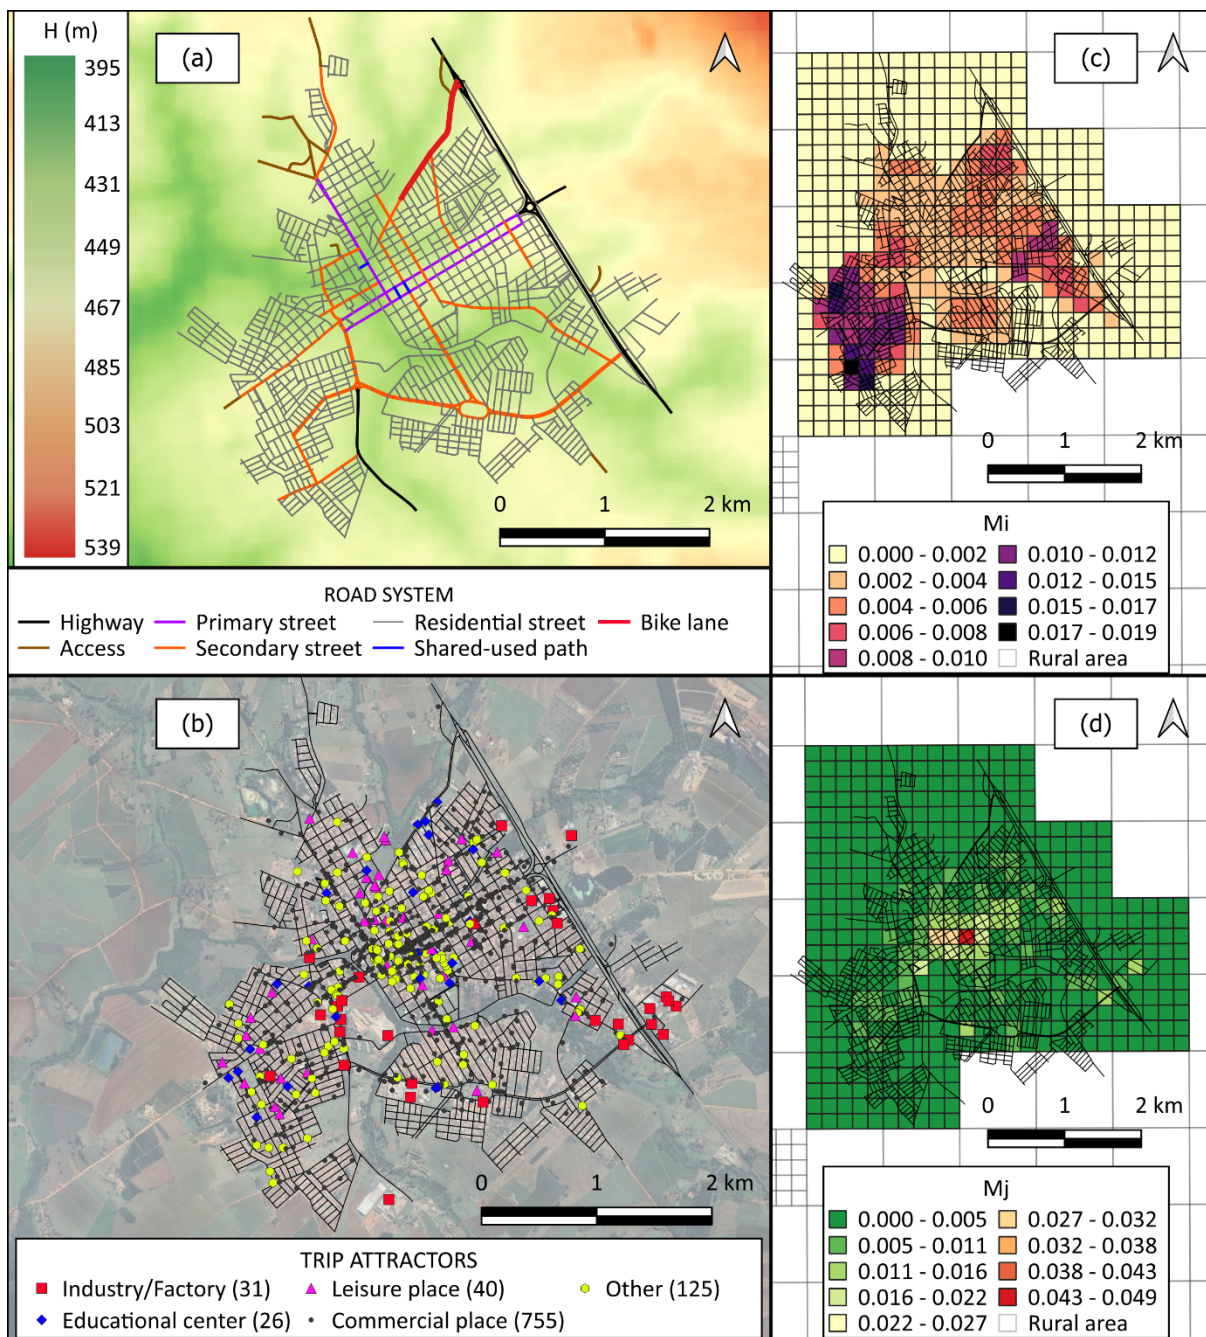 H (m)
395
413
431
449
467
485
503
521
539
(a)
0 1 2 km
ROAD SYSTEM
Highway Primary street Residential street Bike lane
Access Secondary street Shared-used path
(b)
0 1 2 km
TRIP ATTRACTORS
Industry/Factory (31) Leisure place (40) Other (125)
Educational center (26) Commercial place (755)
(c)
0 1 2 km
Mi
0.000 - 0.002 0.010 - 0.012
0.002 - 0.004 0.012 - 0.015
0.004 - 0.006 0.015 - 0.017
0.006 - 0.008 0.017 - 0.019
0.008 - 0.010 Rural area
(d)
0 1 2 km
Mj
0.000 - 0.005 0.027 - 0.032
0.005 - 0.011 0.032 - 0.038
0.011 - 0.016 0.038 - 0.043
0.016 - 0.022 0.043 - 0.049
0.022 - 0.027 Rural area